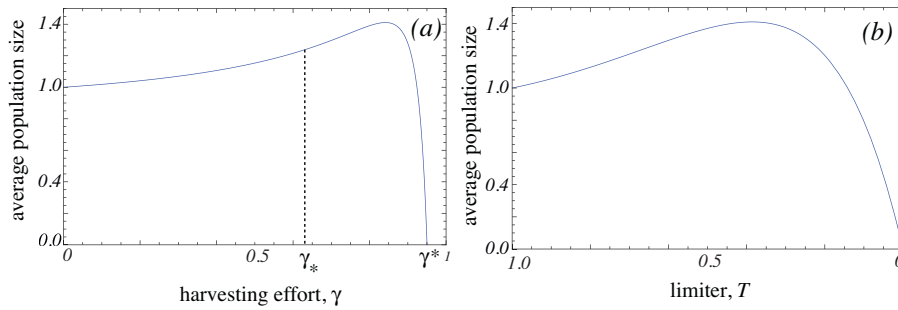 (a)
average population size
1.4
1.0
0.4
0.0
0
0.5
γ*
γ*
1
harvesting effort, γ
(b)
average population size
1.4
1.0
0.4
0.0
1.0
0.5
0
limiter, T